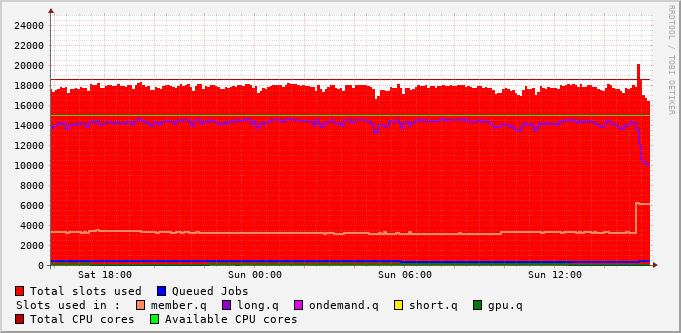 24000
22000
20000
18000
16000
14000
12000
10000
8000
6000
4000
2000
0
Sat 18:00 Sun 00:00 Sun 06:00 Sun 12:00
Total slots used Queued Jobs
Slots used in : member.q long.q ondemand.q short.q gpu.q
Total CPU cores Available CPU cores
RRDTOOL / TOBI OETIKER